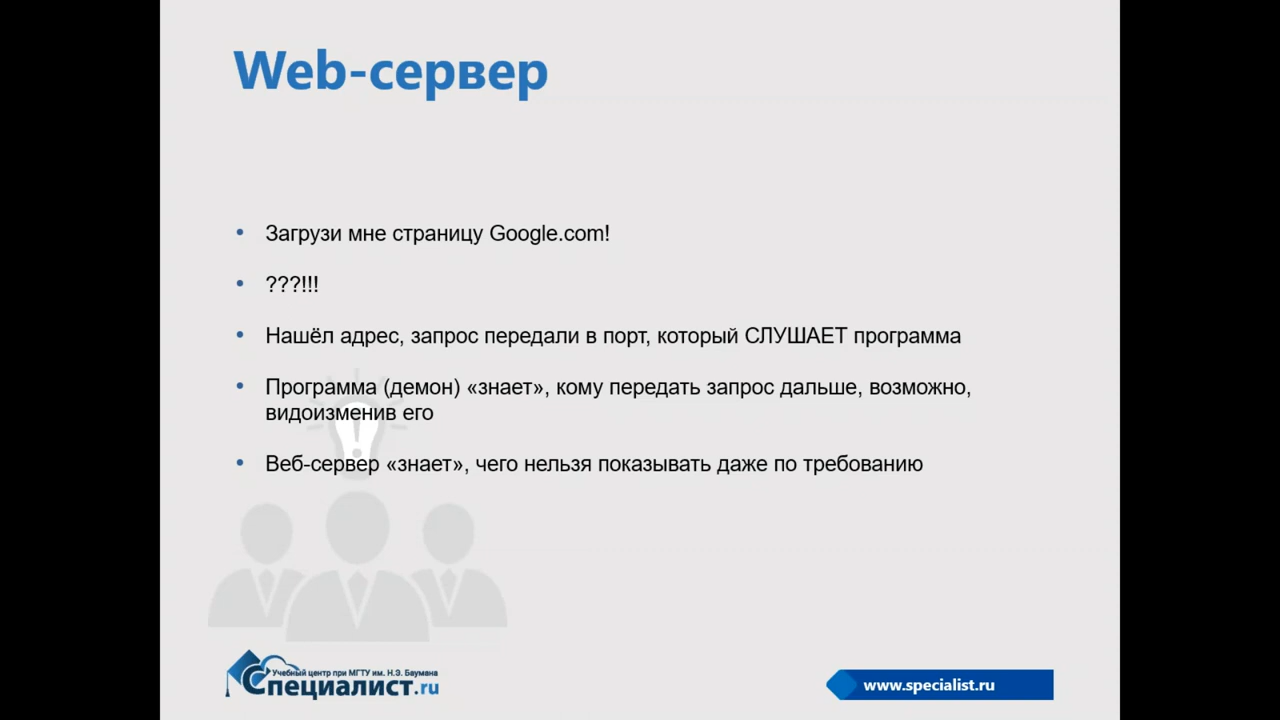 Web-сервер
• Загрузи мне страницу Google.com!
• ???!!!
• Нашёл адрес, запрос передали в порт, который СЛУШАЕТ программа
• Программа (демон) «знает», кому передать запрос дальше, возможно,
видоизменив его
• Веб-сервер «знает», чего нельзя показывать даже по требованию
Учебный центр при МГТУ им. Н.Э. Баумана
Специалист.ru
www.specialist.ru